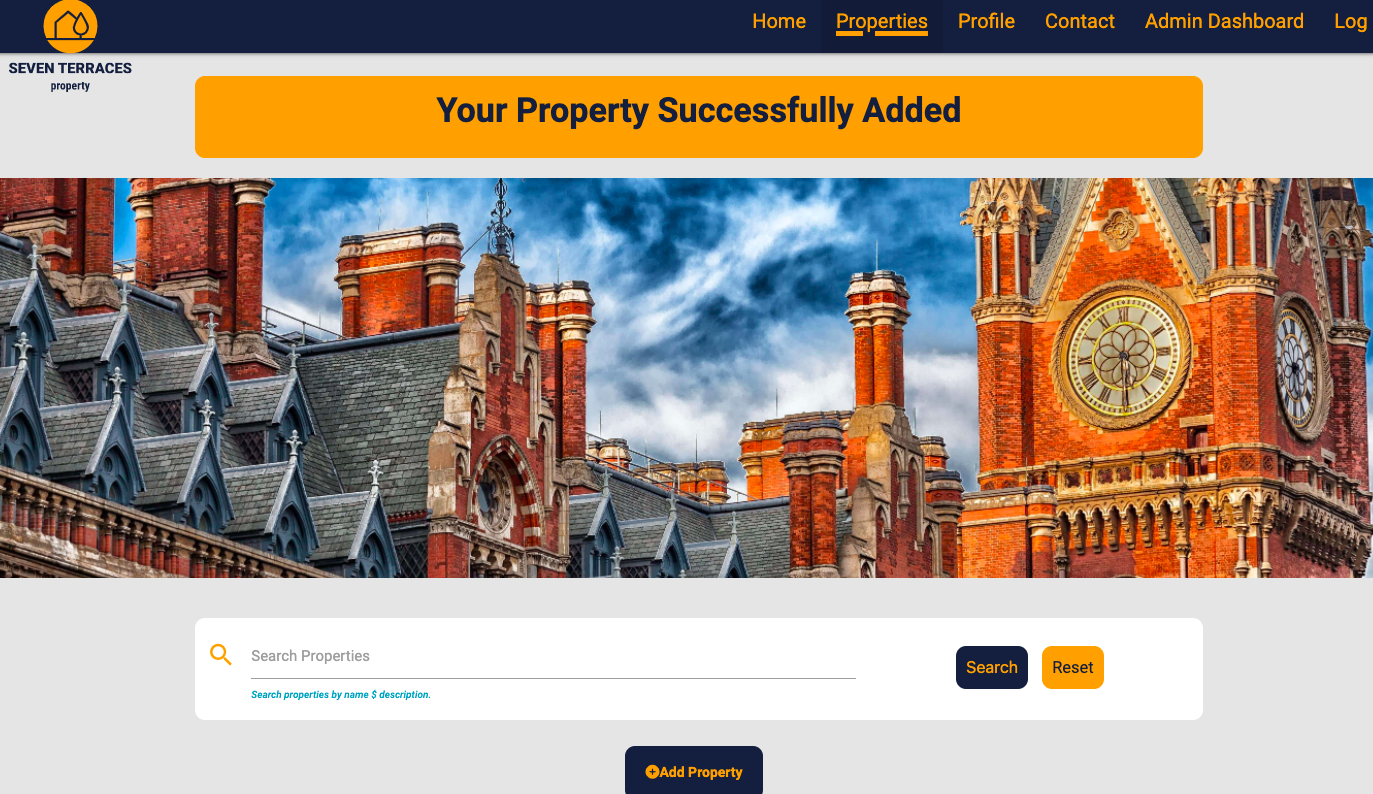 Home Properties Profile Contact Admin Dashboard Log
SEVEN TERRACES
property
Your Property Successfully Added
Search Properties
Search properties by name $ description.
Search Reset
Add Property